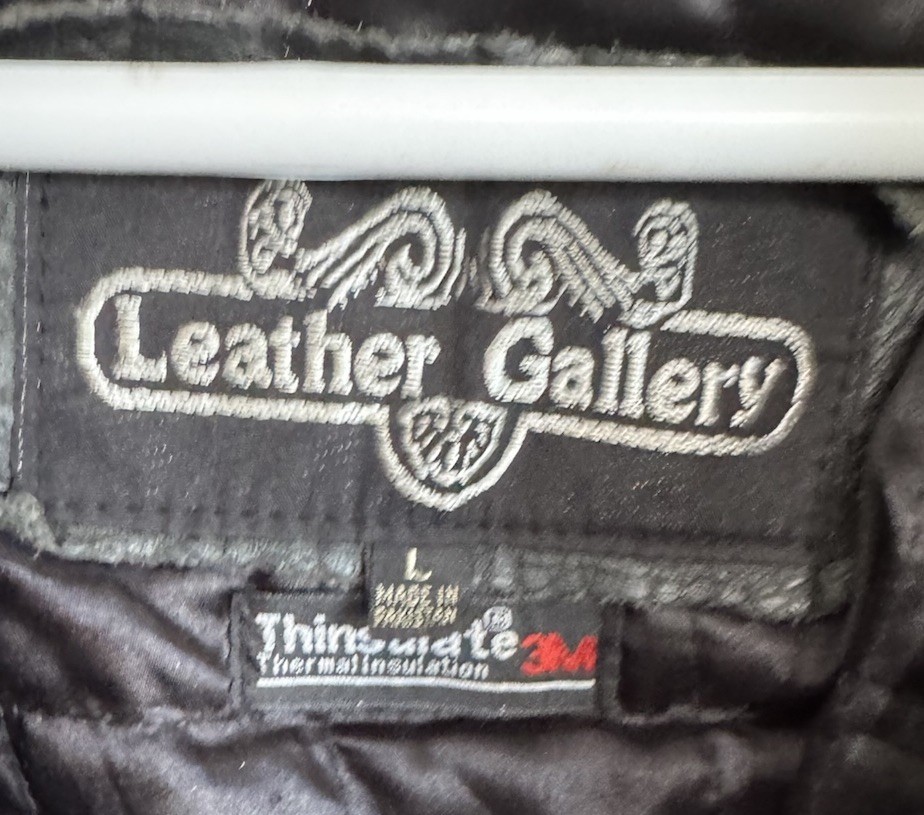 Leather Gallery
L
MADE IN
PAKISTAN
Thinsulate® 3M
Thermal Insulation